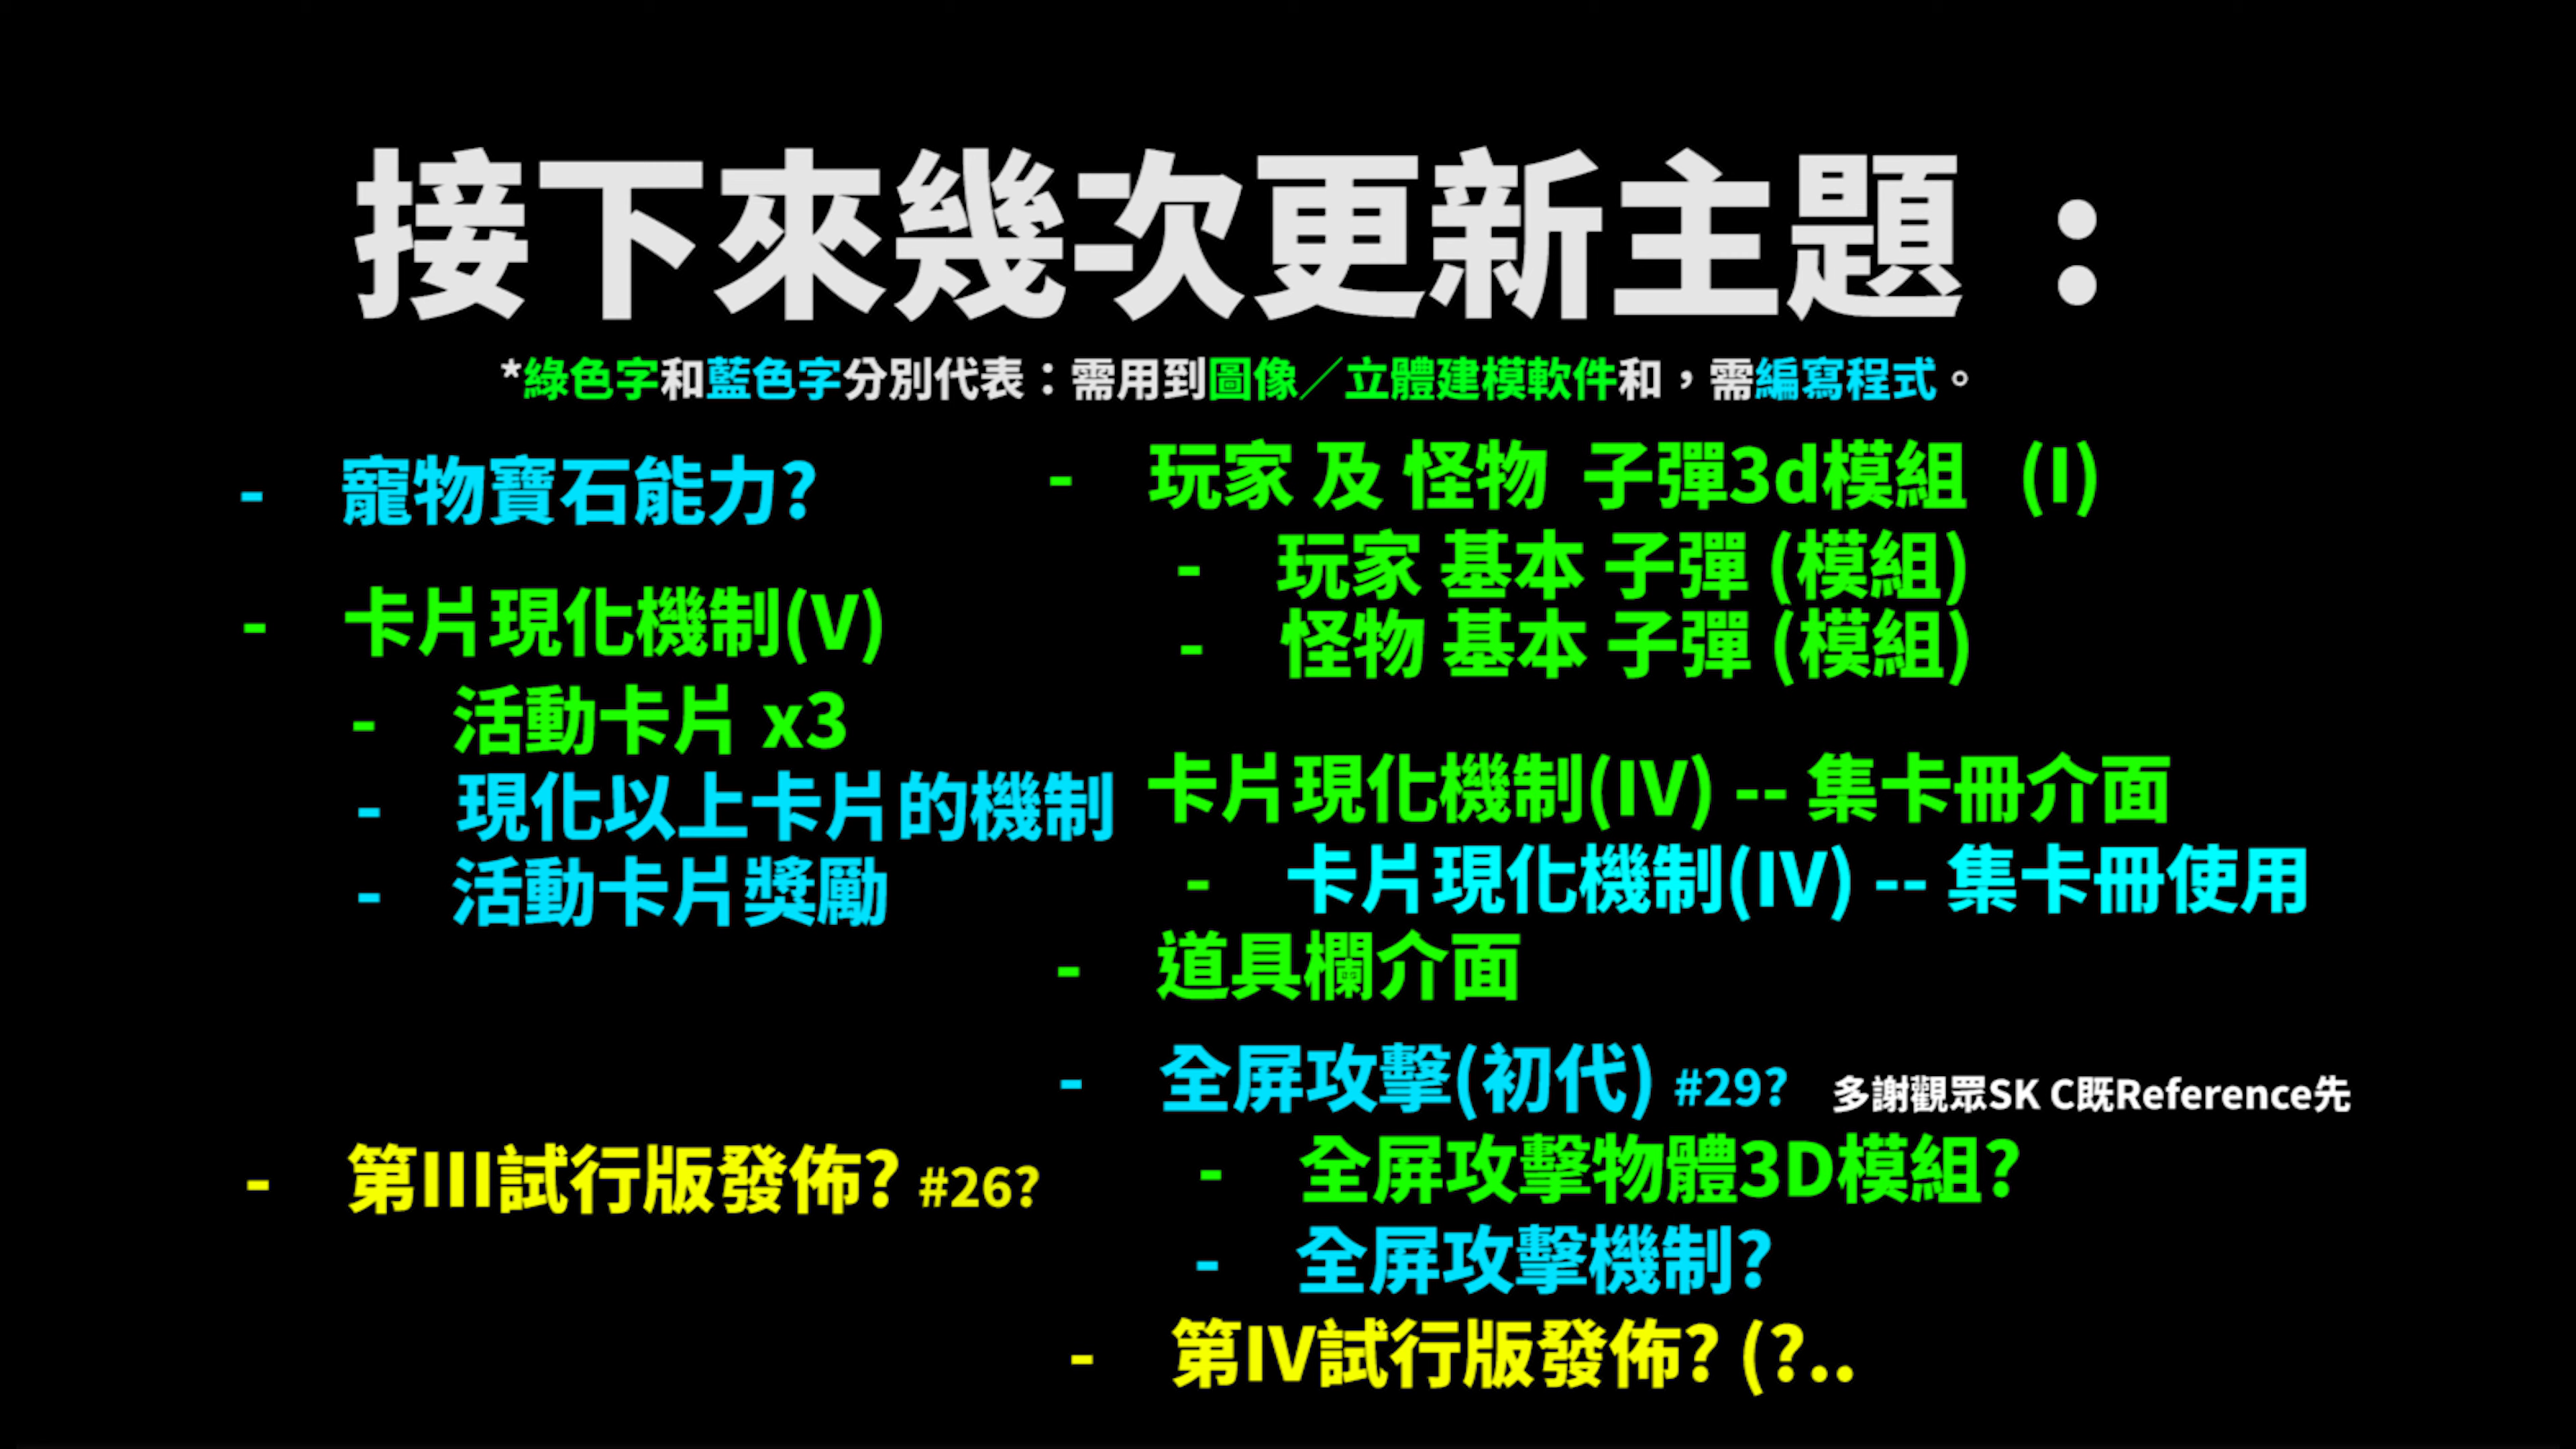 接下來幾次更新主題：
*綠色字和藍色字分別代表：需用到圖像／立體建模軟件和，需編寫程式。
- 寵物寶石能力?
- 卡片現化機制(V)
- 活動卡片 x3
- 現化以上卡片的機制
- 活動卡片獎勵
- 第III試行版發佈? #26?
- 玩家 及 怪物 子彈3d模組 (I)
- 玩家 基本 子彈 (模組)
- 怪物 基本 子彈 (模組)
卡片現化機制(IV) -- 集卡冊介面
- 卡片現化機制(IV) -- 集卡冊使用
- 道具欄介面
- 全屏攻擊(初代) #29? 多謝觀眾SK C既Reference先
- 全屏攻擊物體3D模組?
- 全屏攻擊機制?
- 第IV試行版發佈? (?..